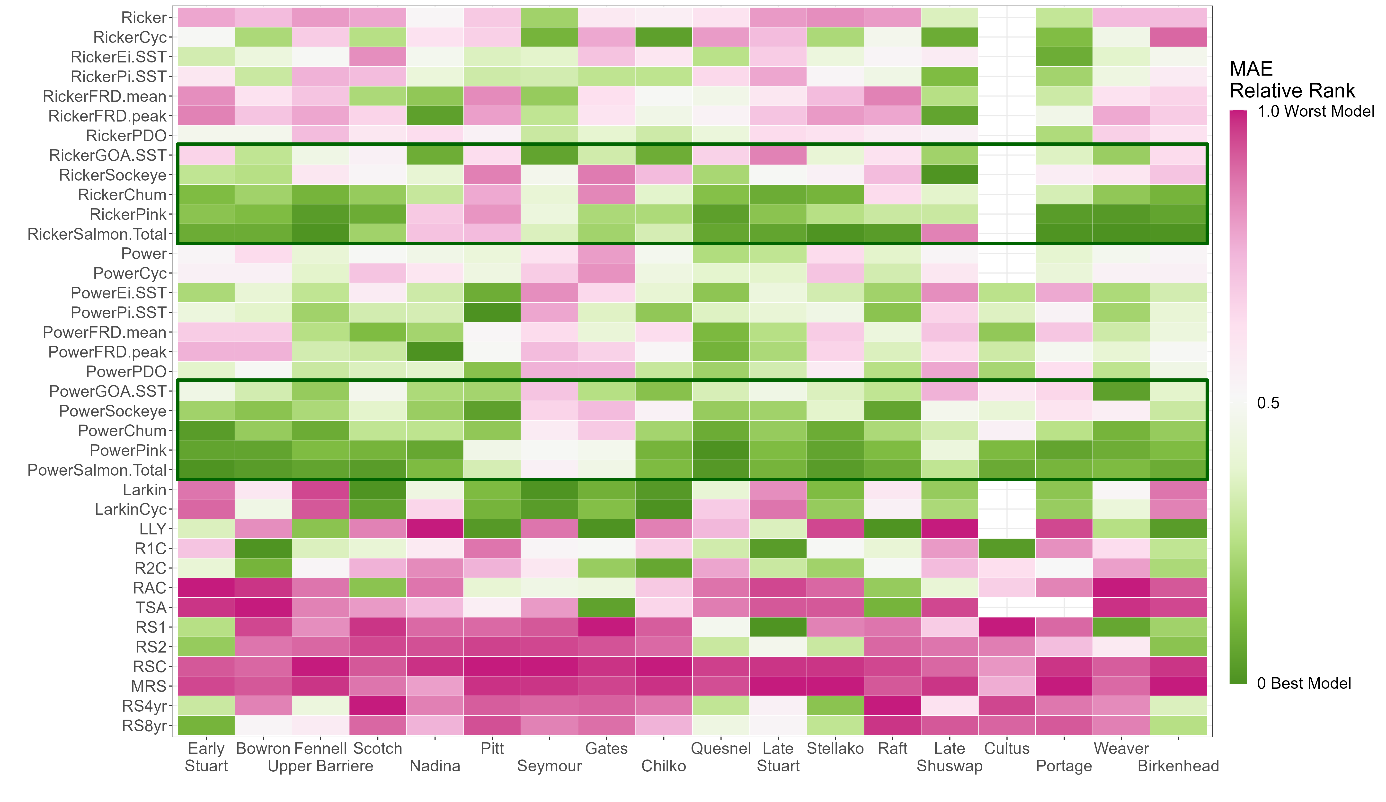 Ricker
RickerCyc
RickerEi.SST
RickerPi.SST
RickerFRD.mean
RickerFRD.peak
RickerPDO
RickerGOA.SST
RickerSockeye
RickerChum
RickerPink
RickerSalmon.Total
Power
PowerCyc
PowerEi.SST
PowerPi.SST
PowerFRD.mean
PowerFRD.peak
PowerPDO
PowerGOA.SST
PowerSockeye
PowerChum
PowerPink
PowerSalmon.Total
Larkin
LarkinCyc
LLY
R1C
R2C
RAC
TSA
RS1
RS2
RSC
MRS
RS4yr
RS8yr
Early Bowron Fennell Scotch Pitt Gates Quesnel Late Stellako Raft Late Cultus Weaver
Stuart Upper Barriere Nadina Seymour Chilko Stuart Shuswap Portage Birkenhead
MAE
Relative Rank
1.0 Worst Model
0.5
0 Best Model